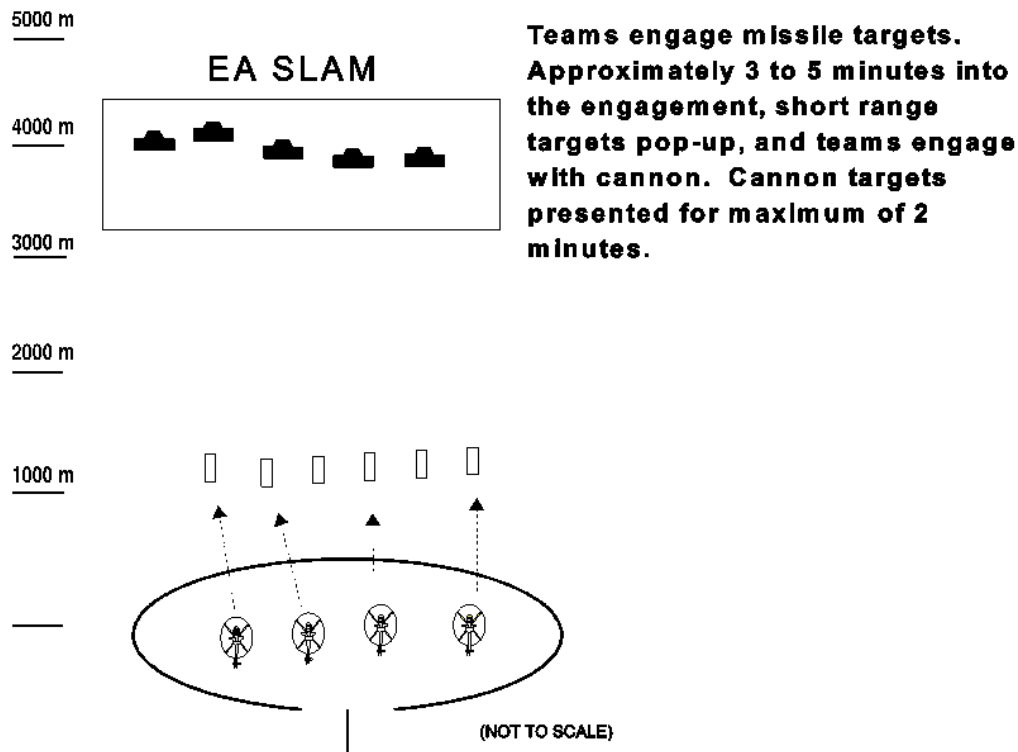 5000 m
EA SLAM
Teams engage missile targets.
Approximately 3 to 5 minutes into
the engagement, short range
targets pop-up, and teams engage
with cannon. Cannon targets
presented for maximum of 2
minutes.
4000 m
3000 m
2000 m
1000 m
(NOT TO SCALE)